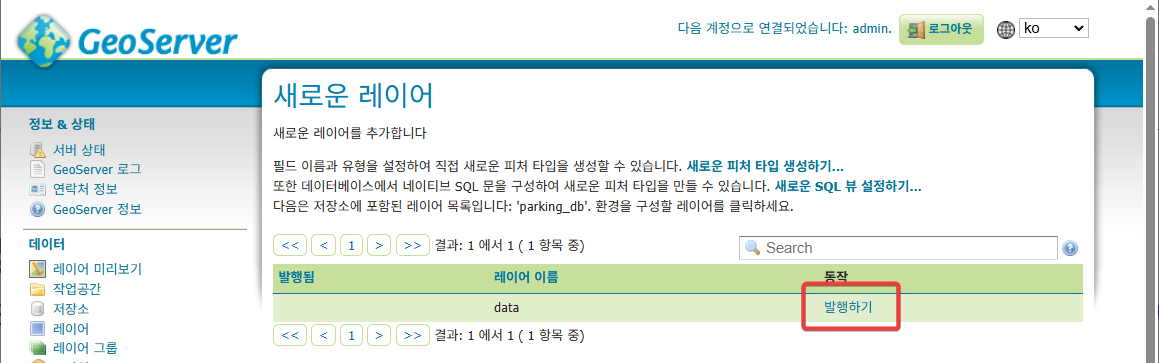 GeoServer
다음 계정으로 연결되었습니다: admin. 로그아웃 ko
새로운 레이어
새로운 레이어를 추가합니다
필드 이름과 유형을 설정하여 직접 새로운 피처 타입을 생성할 수 있습니다. 새로운 피처 타입 생성하기...
또한 데이터베이스에서 네이티브 SQL 문을 구성하여 새로운 피처 타입을 만들 수 있습니다. 새로운 SQL 뷰 설정하기...
다음은 저장소에 포함된 레이어 목록입니다: 'parking_db'. 환경을 구성할 레이어를 클릭하세요.
<< < 1 > >> 결과: 1 에서 1 ( 1 항목 중) Search
발행됨 레이어 이름 동작
data 발행하기
<< < 1 > >> 결과: 1 에서 1 ( 1 항목 중)
정보 & 상태
서버 상태
GeoServer 로그
연락처 정보
GeoServer 정보
데이터
레이어 미리보기
작업공간
저장소
레이어
레이어 그룹